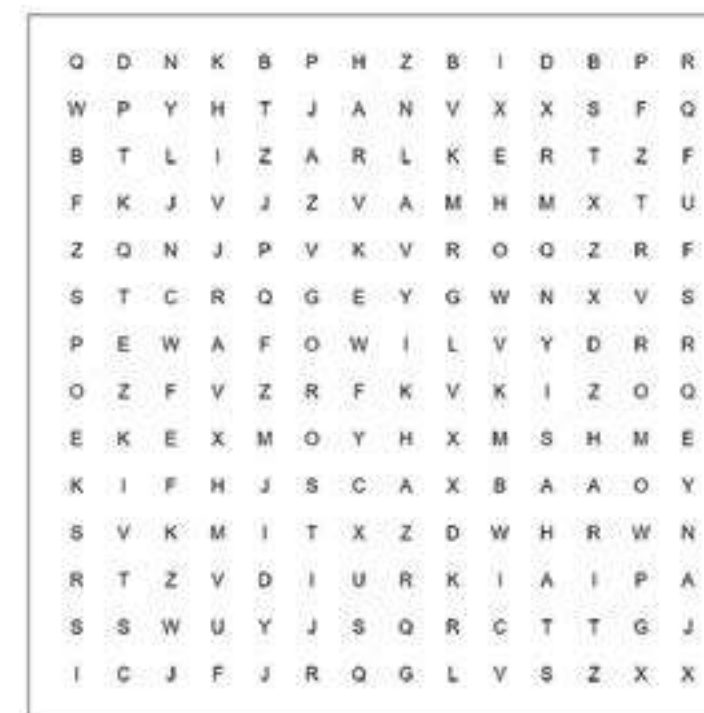 Q D N K B P H Z B I D B P R
W P Y H T J A N V X X S F Q
B T L I Z A R L K E R T Z F
F K J V J Z V A M H M X T U
Z Q N J P V K V R O Q Z R F
S T C R Q G E Y G W N X V S
P E W A F O W I L V Y D R R
O Z F V Z R F K V K I Z O Q
E K E X M O Y H X M S H M E
K I F H J S C A X B A A O Y
S V K M I T X Z D W H R W N
R T Z V D I U R K I A I P A
S S W U Y J S Q R C T T G J
I C J F J R Q G L V S Z X X